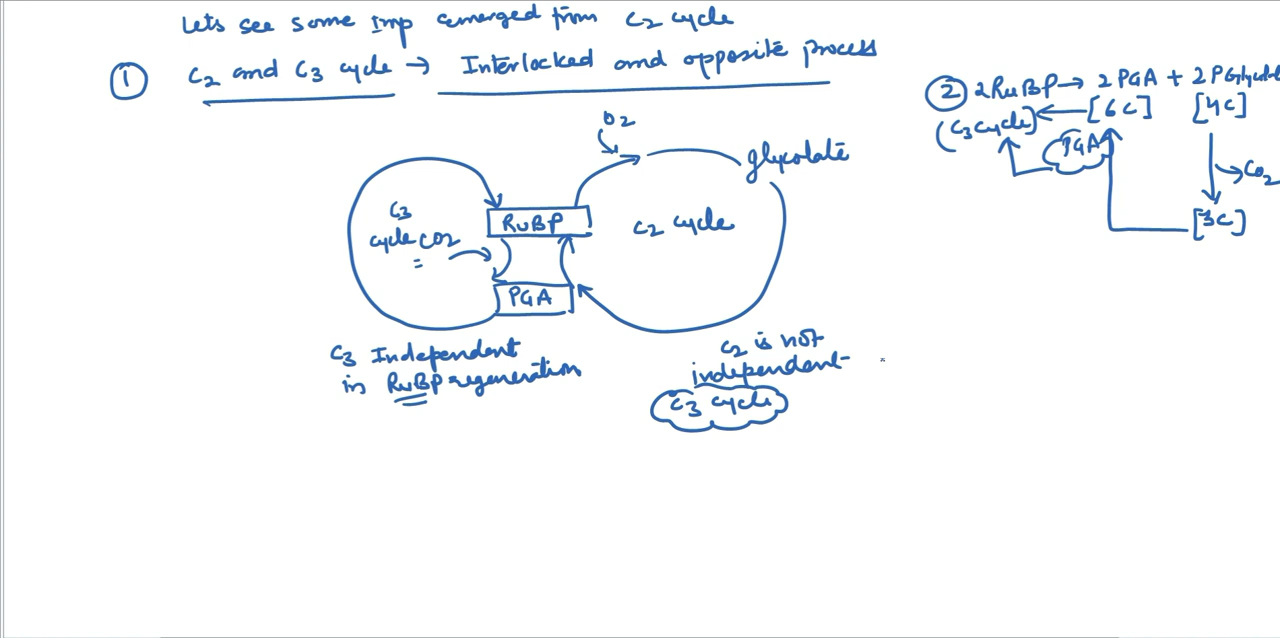 Lets see some Imp emerged from C2 cycle
① C2 and C3 cycle → Interlocked and opposite process
② 2RuBP → 2PGA + 2PGlycola
(C3 cycle) ← [6C] [4C]
PGA
CO2
[3C]
O2
glycolate
C3
cycle CO2
=
RuBP
C2 cycle
PGA
C3 Independent
in RuBP regeneration
C2 is not
independent
C3 cycle